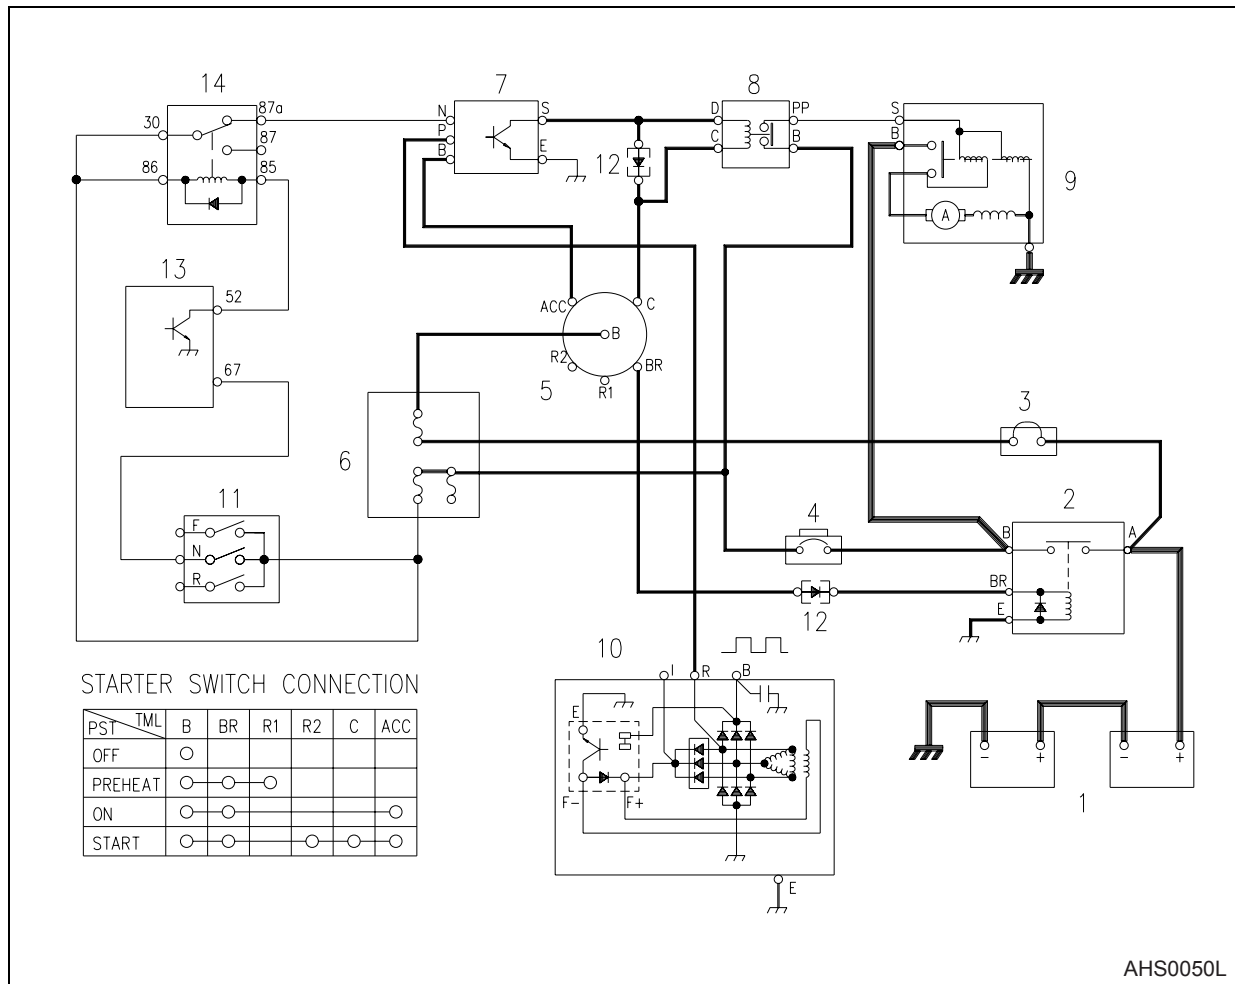 14
30
87a
87
86
85
7
N
P
B
S
E
12
8
D
C
PP
B
S
B
A
9
13
52
67
ACC
C
B
R2
BR
R1
5
6
3
11
F
N
R
4
2
B
A
BR
E
12
10
I
R
B
E
F-
F+
E
- + - +
1
STARTER SWITCH CONNECTION
PST TML B BR R1 R2 C ACC
OFF
PREHEAT
ON
START
AHS0050L